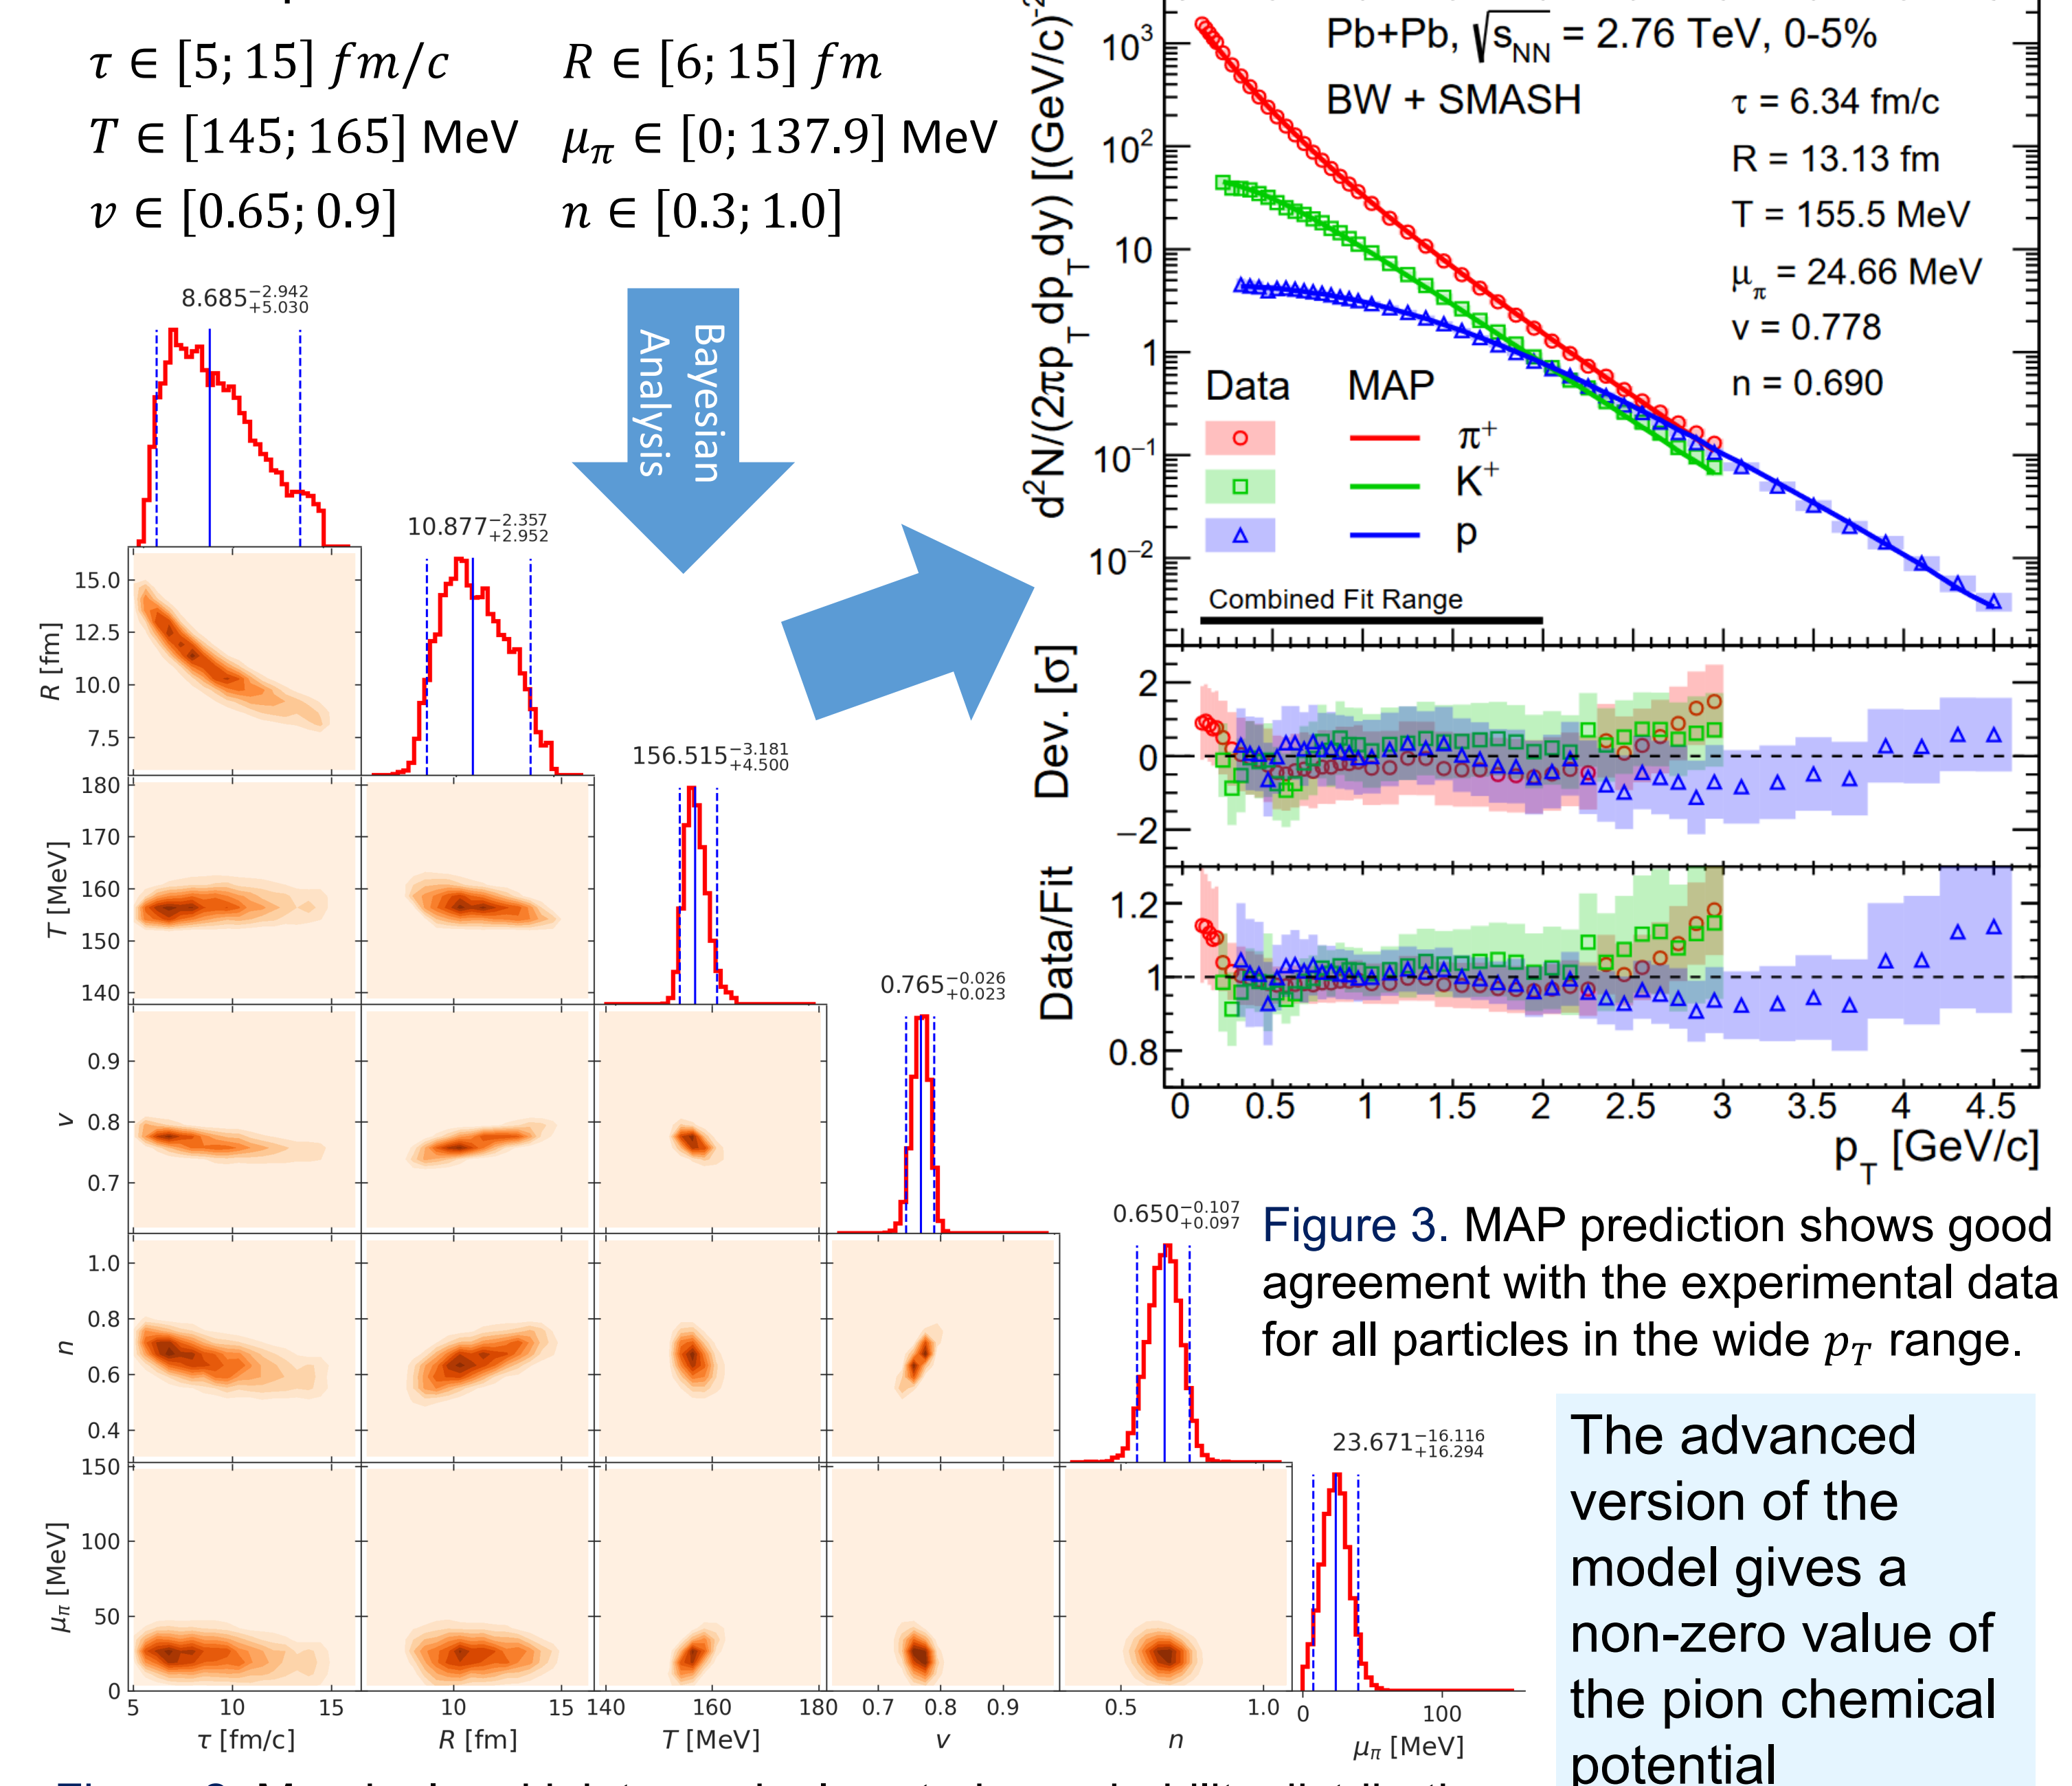 τ ∈ [5; 15] fm/c R ∈ [6; 15] fm
T ∈ [145; 165] MeV μπ ∈ [0; 137.9] MeV
v ∈ [0.65; 0.9] n ∈ [0.3; 1.0]
Bayesian
Analysis
8.685 −2.942 +5.030
10.877 −2.357 +2.952
156.515 −3.181 +4.500
0.765 −0.026 +0.023
0.650 −0.107 +0.097
23.671 −16.116 +16.294
R [fm]
15.0
12.5
10.0
7.5
T [MeV]
180
170
160
150
140
v
0.9
0.8
0.7
n
1.0
0.8
0.6
0.4
μπ [MeV]
150
100
50
0
5 10 15 10 15 140 160 180 0.7 0.8 0.9 0.5 1.0 0 100
τ [fm/c] R [fm] T [MeV] v n μπ [MeV]
d²N/(2πp_T dp_T dy) [(GeV/c)⁻²
10³
10²
10
1
10⁻¹
10⁻²
Pb+Pb, √s_NN = 2.76 TeV, 0-5%
BW + SMASH
τ = 6.34 fm/c
R = 13.13 fm
T = 155.5 MeV
μπ = 24.66 MeV
v = 0.778
n = 0.690
Data MAP
π⁺
K⁺
p
Combined Fit Range
Dev. [σ]
2
0
−2
Data/Fit
1.2
1
0.8
0 0.5 1 1.5 2 2.5 3 3.5 4 4.5
p_T [GeV/c]
Figure 3. MAP prediction shows good
agreement with the experimental data
for all particles in the wide p_T range.
The advanced
version of the
model gives a
non-zero value of
the pion chemical
potential